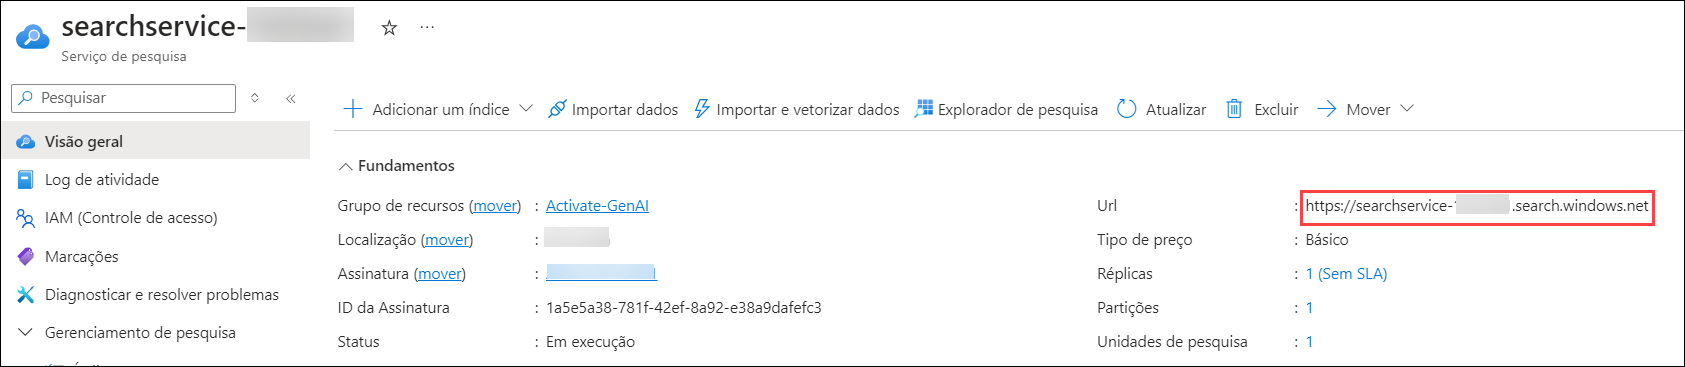 searchservice-
Serviço de pesquisa
Pesquisar
Visão geral
Log de atividade
IAM (Controle de acesso)
Marcações
Diagnosticar e resolver problemas
Gerenciamento de pesquisa
Adicionar um índice
Importar dados
Importar e vetorizar dados
Explorador de pesquisa
Atualizar
Excluir
Mover
Fundamentos
Grupo de recursos (mover) : Activate-GenAI
Localização (mover) :
Assinatura (mover) :
ID da Assinatura : 1a5e5a38-781f-42ef-8a92-e38a9dafefc3
Status : Em execução
Url : https://searchservice- .search.windows.net
Tipo de preço : Básico
Réplicas : 1 (Sem SLA)
Partições : 1
Unidades de pesquisa : 1